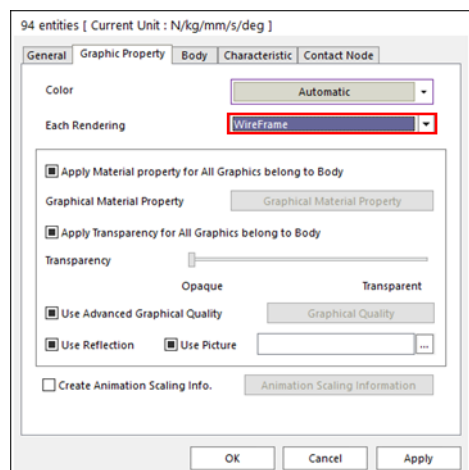 94 entities [ Current Unit : N/kg/mm/s/deg ]
General Graphic Property Body Characteristic Contact Node
Color Automatic
Each Rendering WireFrame
Apply Material property for All Graphics belong to Body
Graphical Material Property Graphical Material Property
Apply Transparency for All Graphics belong to Body
Transparency
Opaque Transparent
Use Advanced Graphical Quality Graphical Quality
Use Reflection Use Picture ...
Create Animation Scaling Info. Animation Scaling Information
OK Cancel Apply